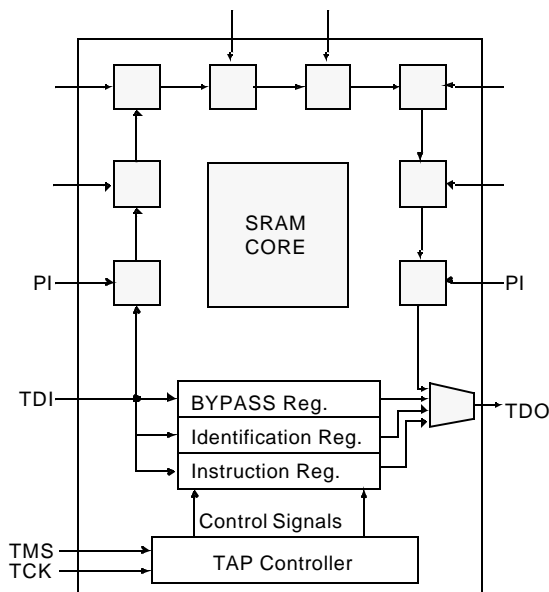 SRAM
CORE
PI
PI
TDI
BYPASS Reg.
TDO
Identification Reg.
Instruction Reg.
Control Signals
TMS
TCK
TAP Controller